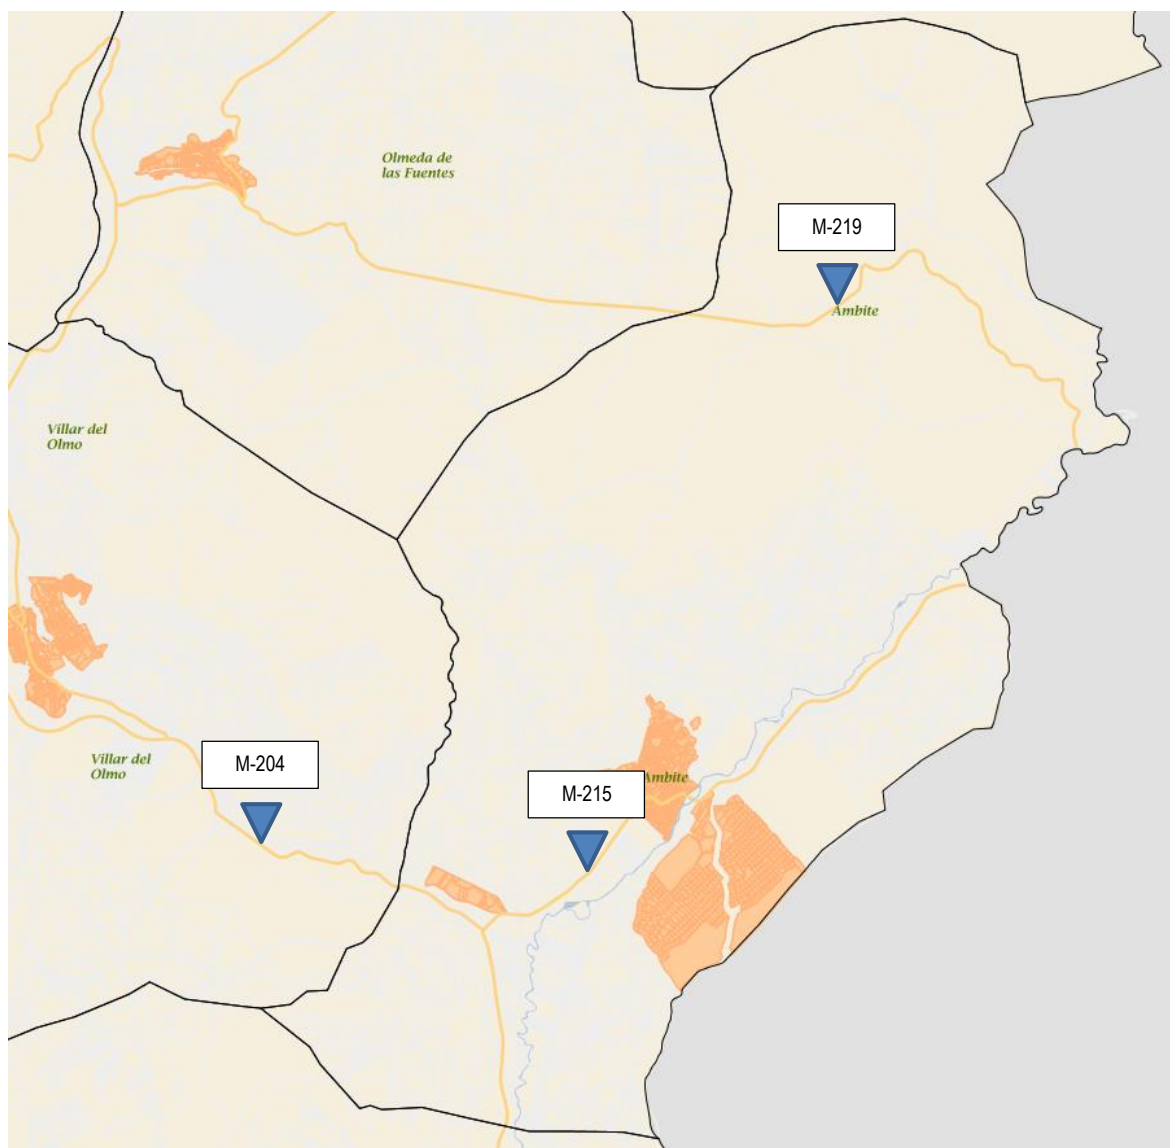 Olmeda de
las Fuentes
M-219
Ambite
Villar del
Olmo
M-204
Villar del
Olmo
Ambite
M-215